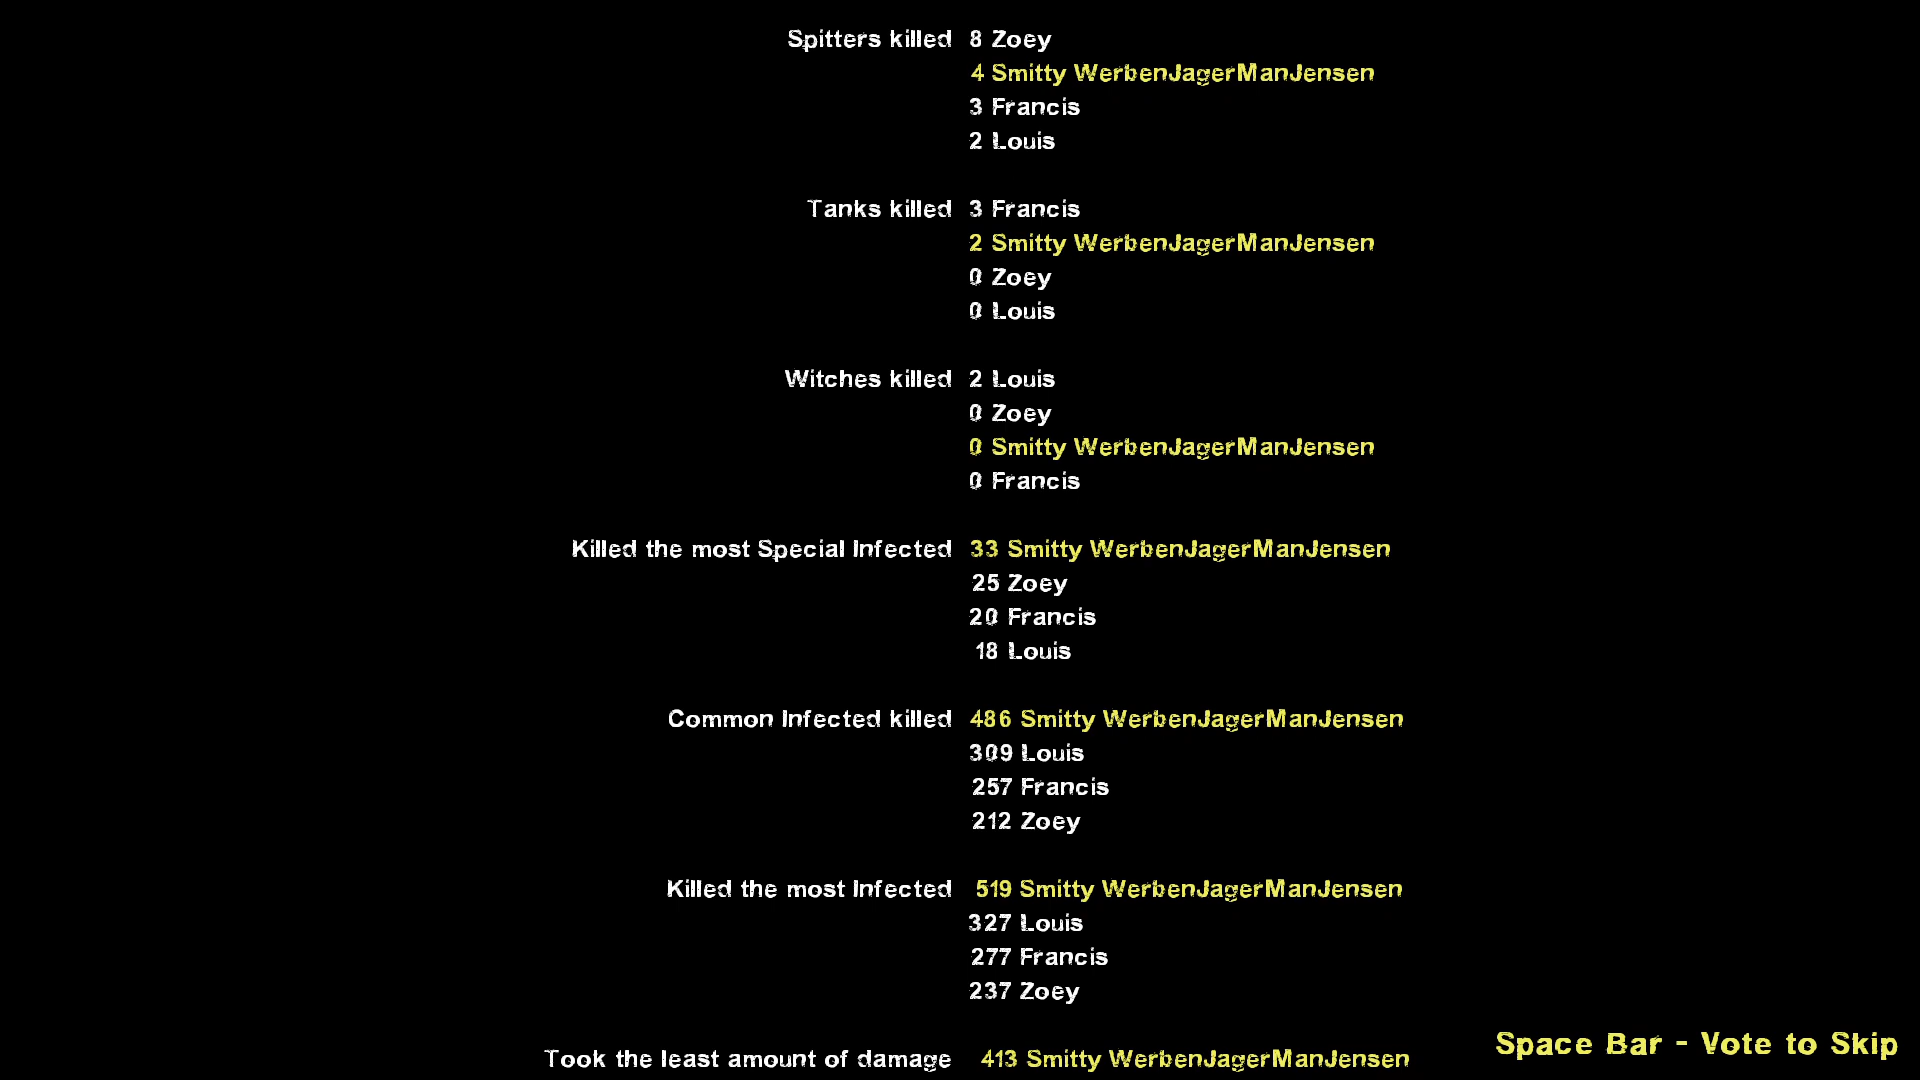 Spitters killed 8 Zoey
4 Smitty WerbenJagerManJensen
3 Francis
2 Louis
Tanks killed 3 Francis
2 Smitty WerbenJagerManJensen
0 Zoey
0 Louis
Witches killed 2 Louis
0 Zoey
0 Smitty WerbenJagerManJensen
0 Francis
Killed the most Special Infected 33 Smitty WerbenJagerManJensen
25 Zoey
20 Francis
18 Louis
Common Infected killed 486 Smitty WerbenJagerManJensen
309 Louis
257 Francis
212 Zoey
Killed the most Infected 519 Smitty WerbenJagerManJensen
327 Louis
277 Francis
237 Zoey
Took the least amount of damage 413 Smitty WerbenJagerManJensen
Space Bar - Vote to Skip